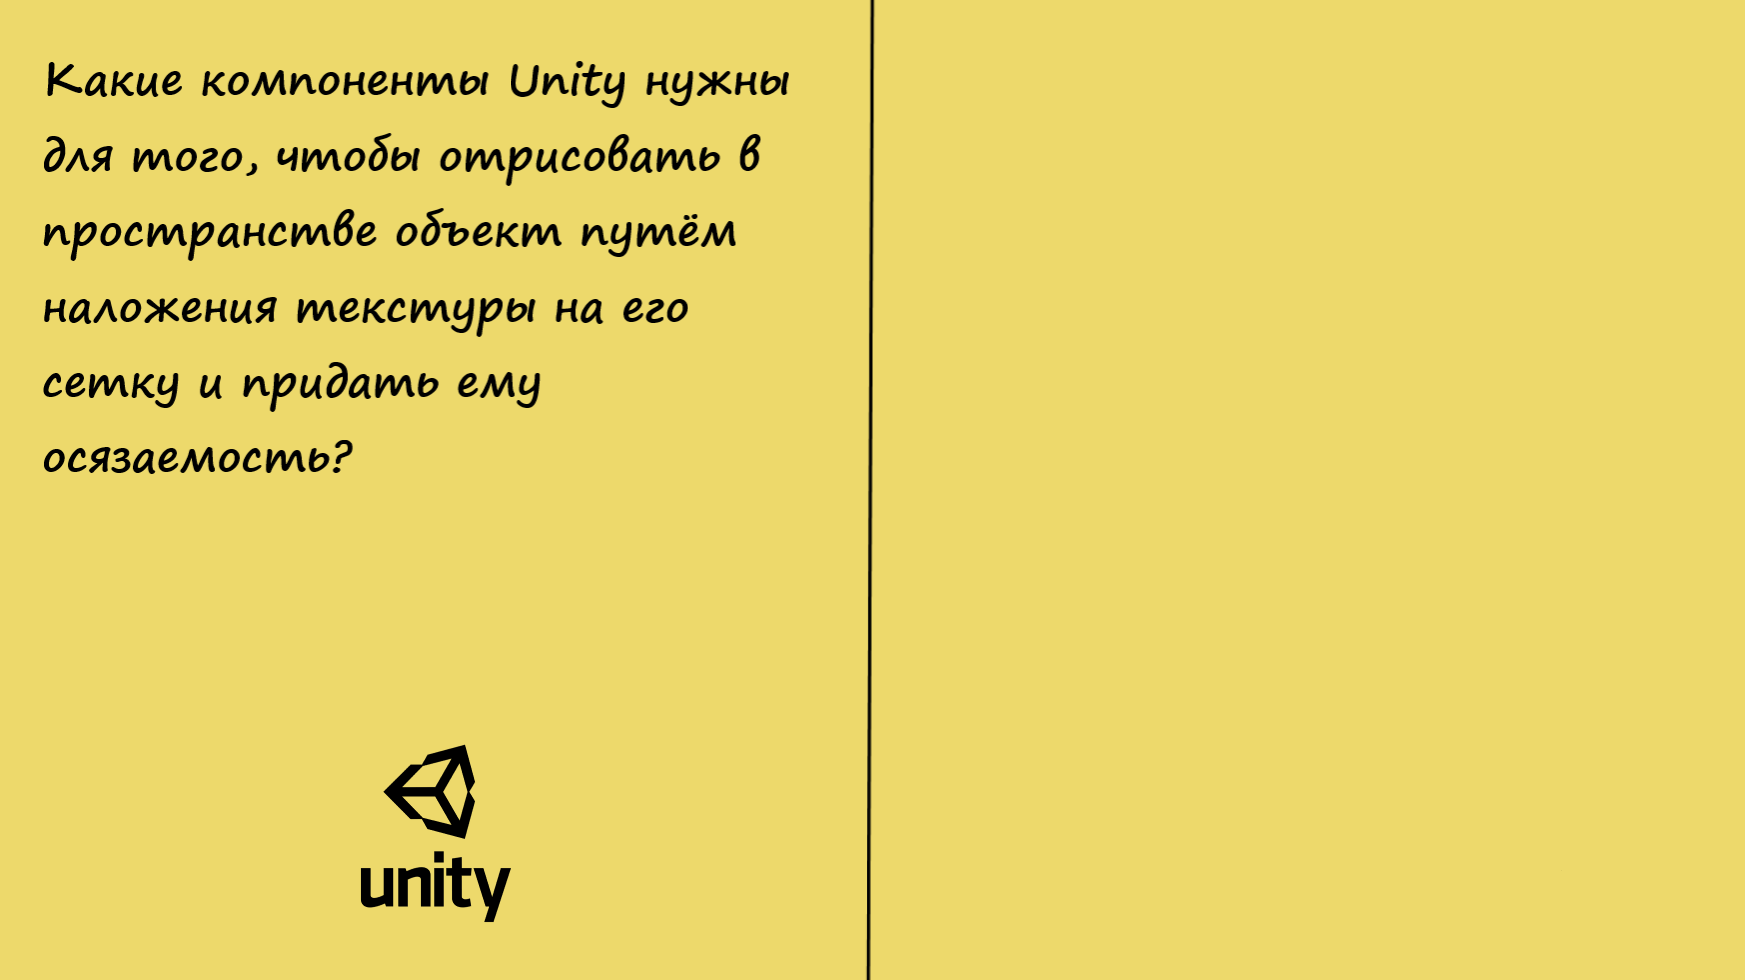 Какие компоненты Unity нужны
для того, чтобы отрисовать в
пространстве объект путём
наложения текстуры на его
сетку и придать ему
осязаемость?
unity